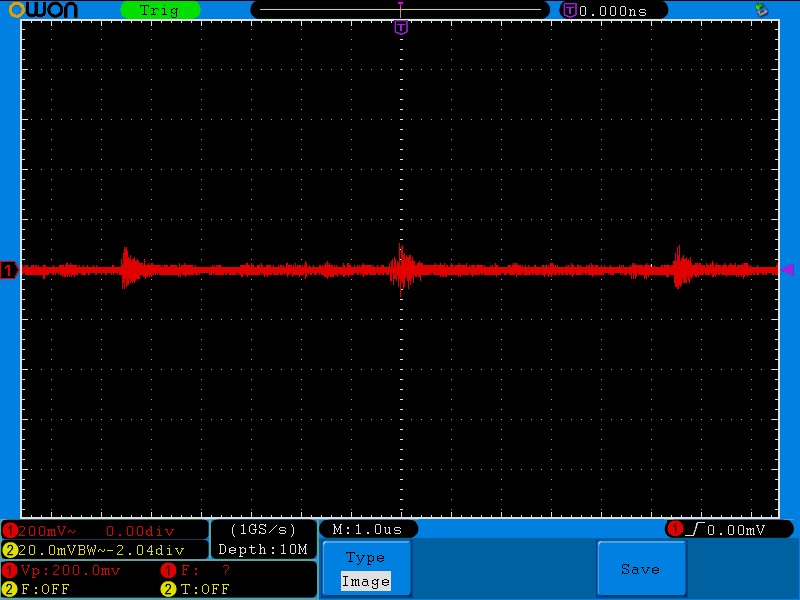 owon Trig T 0.000ns
T
1
1 200mV~ 0.00div (1GS/s) M:1.0us 1 0.00mV
2 20.0mVBW~-2.04div Depth:10M
1 Vp:200.0mv 1 F: ? Type Save
2 F:OFF 2 T:OFF Image